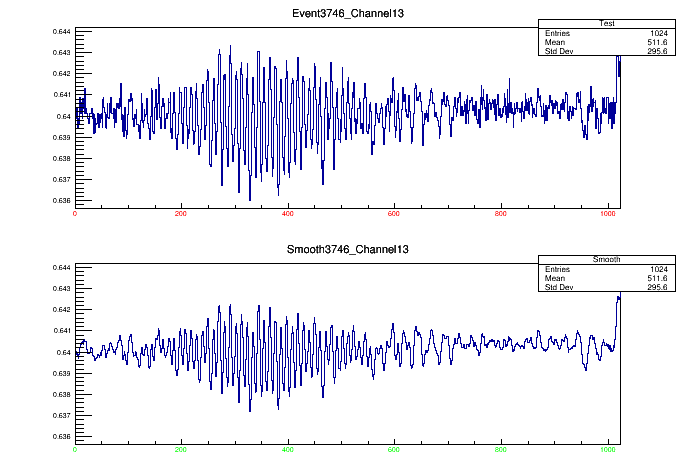 Event3746_Channel13
Test
Entries 1024
Mean 511.6
Std Dev 295.6
0.644
0.643
0.642
0.641
0.64
0.639
0.638
0.637
0.636
0 200 400 600 800 1000
Smooth3746_Channel13
Smooth
Entries 1024
Mean 511.6
Std Dev 295.6
0.644
0.643
0.642
0.641
0.64
0.639
0.638
0.637
0.636
0 200 400 600 800 1000